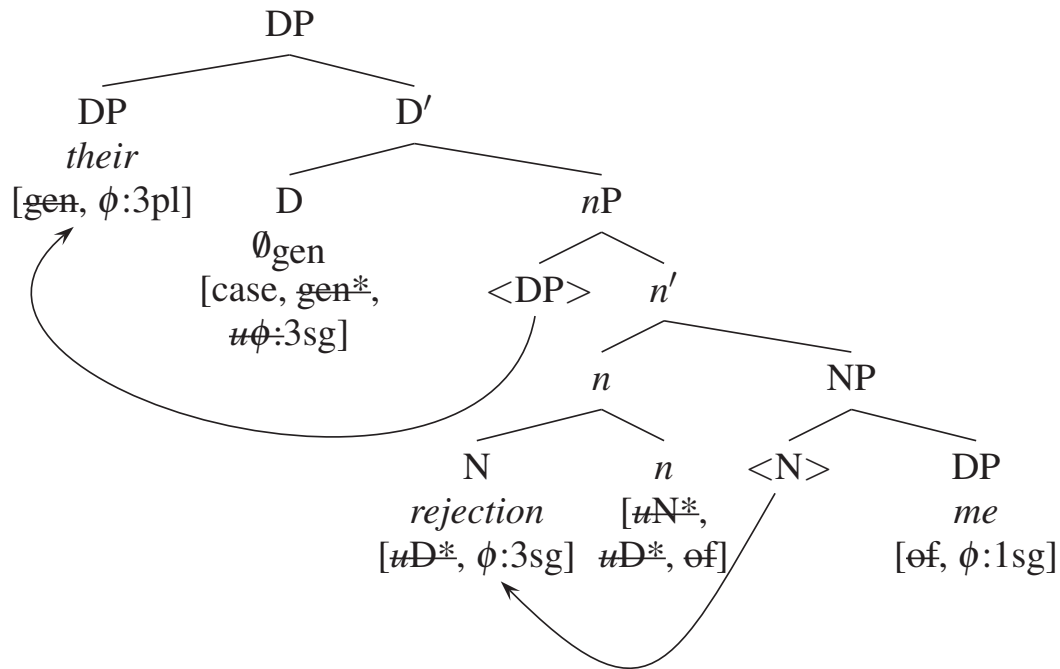 DP
DP D′
their
[gen, ϕ:3pl] D nP
∅gen
[case, gen*, <DP> n′
uϕ:3sg]
n NP
N n <N> DP
rejection [uN*, me
[uD*, ϕ:3sg] uD*, of] [of, ϕ:1sg]